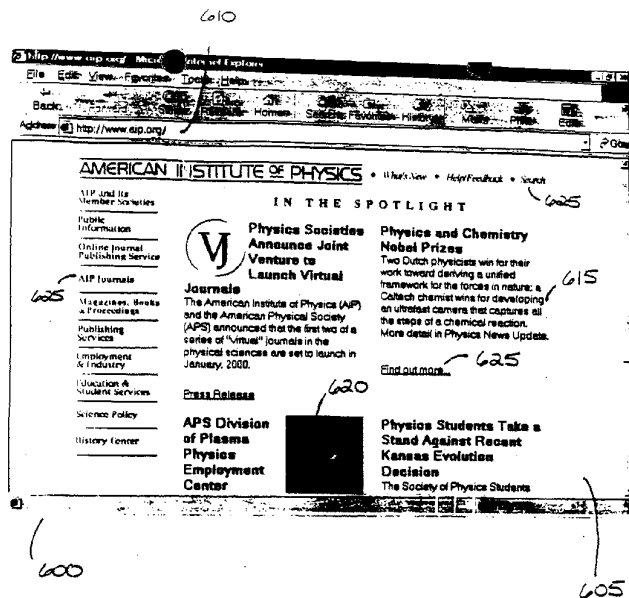 610
http://www.aip.org/ Internet Explorer
File Edit View Favorites Tools Help
Back Home Search Favorites History Mail Print Edit
Address http://www.aip.org/ Go
AMERICAN INSTITUTE OF PHYSICS • What's New • Help/Feedback • Search
625
IN THE SPOTLIGHT
AIP and Its
Member Societies
Public
Information
Online Journal
Publishing Service
625
AIP Journals
Magazines, Books
& Proceedings
Publishing
Services
Employment
& Industry
Education &
Student Services
Science Policy
History Center
VJ
Physics Societies
Announce Joint
Venture to
Launch Virtual
Journals
The American Institute of Physics (AIP)
and the American Physical Society
(APS) announced that the first two of a
series of "virtual" journals in the
physical sciences are set to launch in
January, 2000.
Press Release
Physics and Chemistry
Nobel Prizes
Two Dutch physicists win for their
work toward deriving a unified
framework for the forces in nature; a
Caltech chemist wins for developing
an ultrafast camera that captures all
the steps of a chemical reaction.
More detail in Physics News Update.
615
Find out more...
625
620
APS Division
of Plasma
Physics
Employment
Center
Physics Students Take a
Stand Against Recent
Kansas Evolution
Decision
The Society of Physics Students
600
605